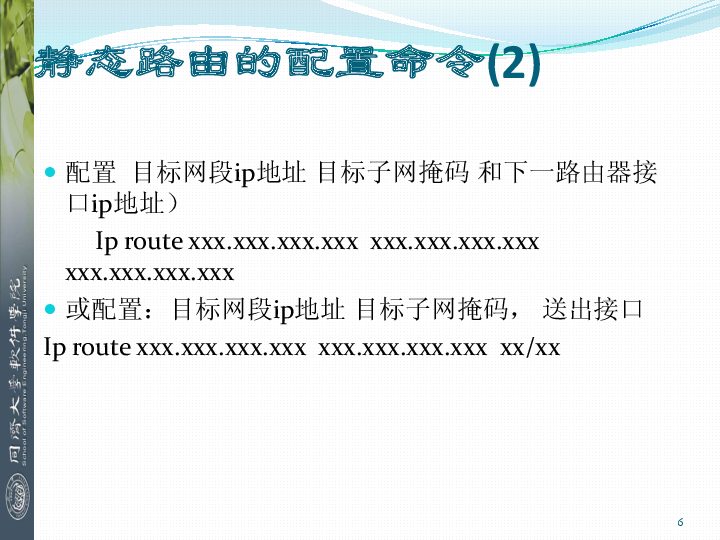 静态路由的配置命令(2)
配置 目标网段ip地址 目标子网掩码 和下一路由器接
口ip地址）
Ip route xxx.xxx.xxx.xxx xxx.xxx.xxx.xxx
xxx.xxx.xxx.xxx
或配置：目标网段ip地址 目标子网掩码， 送出接口
Ip route xxx.xxx.xxx.xxx xxx.xxx.xxx.xxx xx/xx
同濟大学软件学院
School of Software Engineering Tongji University
6